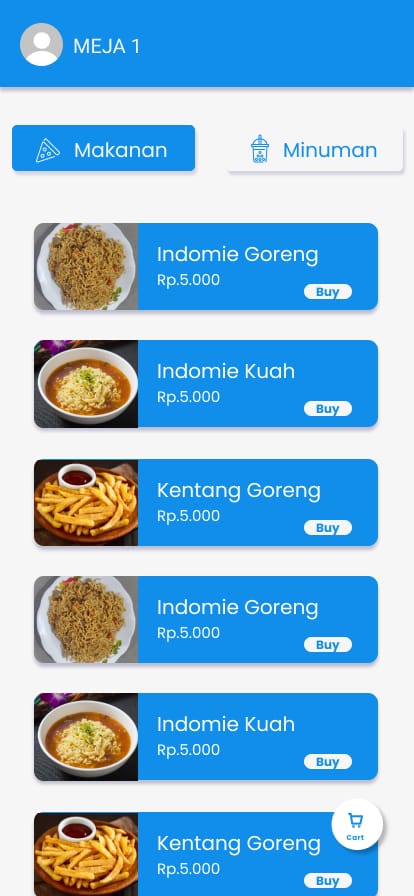 MEJA 1
Makanan
Minuman
Indomie Goreng
Rp.5.000
Buy
Indomie Kuah
Rp.5.000
Buy
Kentang Goreng
Rp.5.000
Buy
Indomie Goreng
Rp.5.000
Buy
Indomie Kuah
Rp.5.000
Buy
Kentang Goreng
Rp.5.000
Buy
Cart